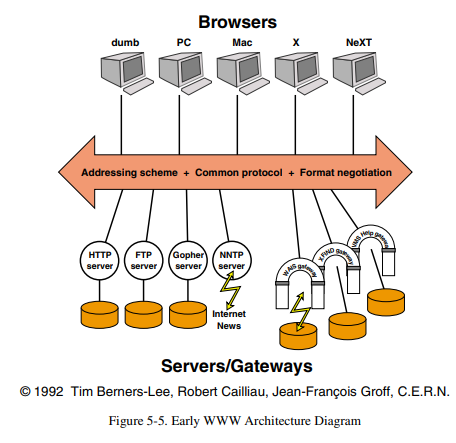 Browsers
dumb PC Mac X NeXT
Addressing scheme + Common protocol + Format negotiation
HTTP server
FTP server
Gopher server
NNTP server
WAIS gateway
XFIND gateway
VMS Help gateway
Internet
News
Servers/Gateways
© 1992 Tim Berners-Lee, Robert Cailliau, Jean-François Groff, C.E.R.N.
Figure 5-5. Early WWW Architecture Diagram